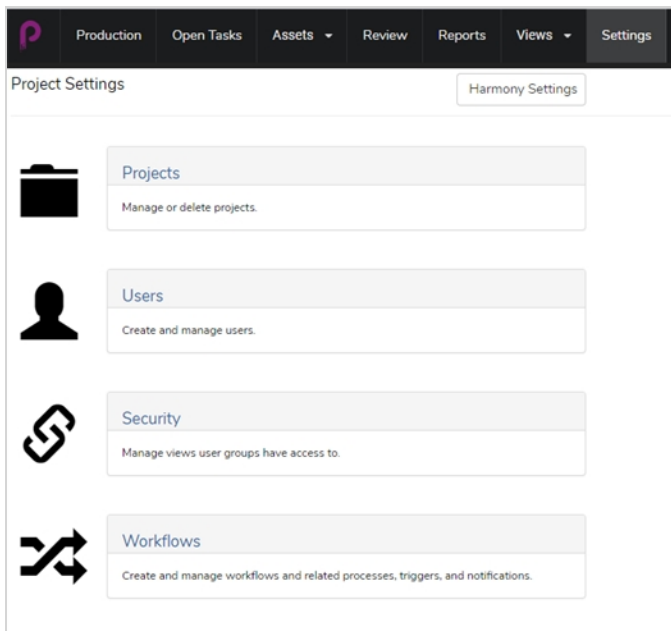 Production Open Tasks Assets Review Reports Views Settings
Project Settings Harmony Settings
Projects
Manage or delete projects.
Users
Create and manage users.
Security
Manage views user groups have access to.
Workflows
Create and manage workflows and related processes, triggers, and notifications.